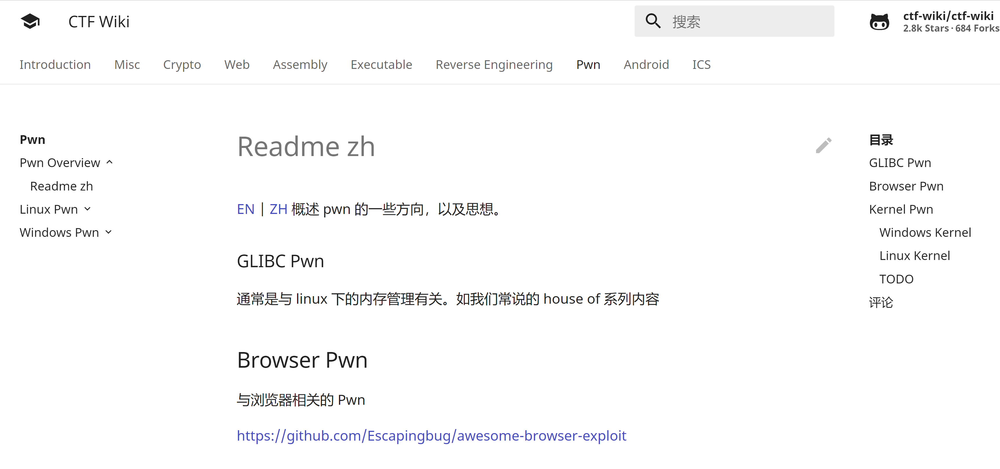 CTF Wiki
搜索
ctf-wiki/ctf-wiki
2.8k Stars · 684 Forks
Introduction Misc Crypto Web Assembly Executable Reverse Engineering Pwn Android ICS
Pwn
Pwn Overview
Readme zh
Linux Pwn
Windows Pwn
Readme zh
EN | ZH 概述 pwn 的一些方向，以及思想。
GLIBC Pwn
通常是与 linux 下的内存管理有关。如我们常说的 house of 系列内容
Browser Pwn
与浏览器相关的 Pwn
https://github.com/Escapingbug/awesome-browser-exploit
目录
GLIBC Pwn
Browser Pwn
Kernel Pwn
Windows Kernel
Linux Kernel
TODO
评论